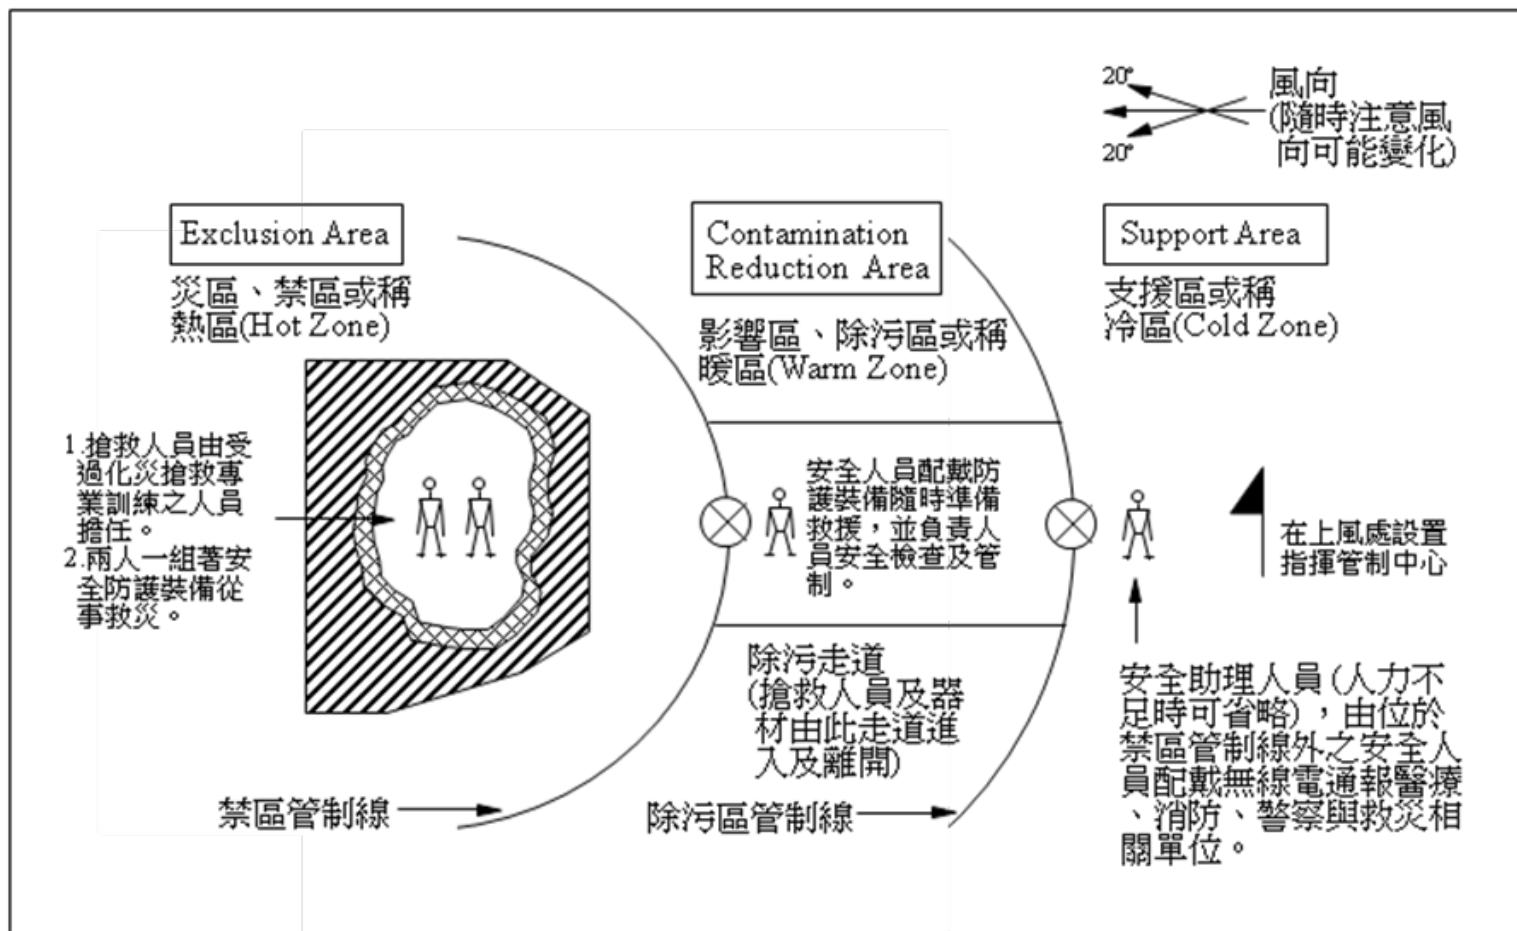 20°
風向
(隨時注意風
向可能變化)
20°
Exclusion Area
災區、禁區或稱
熱區(Hot Zone)
Contamination
Reduction Area
影響區、除污區或稱
暖區(Warm Zone)
Support Area
支援區或稱
冷區(Cold Zone)
1.搶救人員由受
過化災搶救專
業訓練之人員
擔任。
2.兩人一組著安
全防護裝備從
事救災。
安全人員配戴防
護裝備隨時準備
救援，並負責人
員安全檢查及管
制。
在上風處設置
指揮管制中心
除污走道
(搶救人員及器
材由此走道進
入及離開)
安全助理人員(人力不
足時可省略)，由位於
禁區管制線外之安全人
員配戴無線電通報醫療
、消防、警察與救災相
關單位。
禁區管制線
除污區管制線